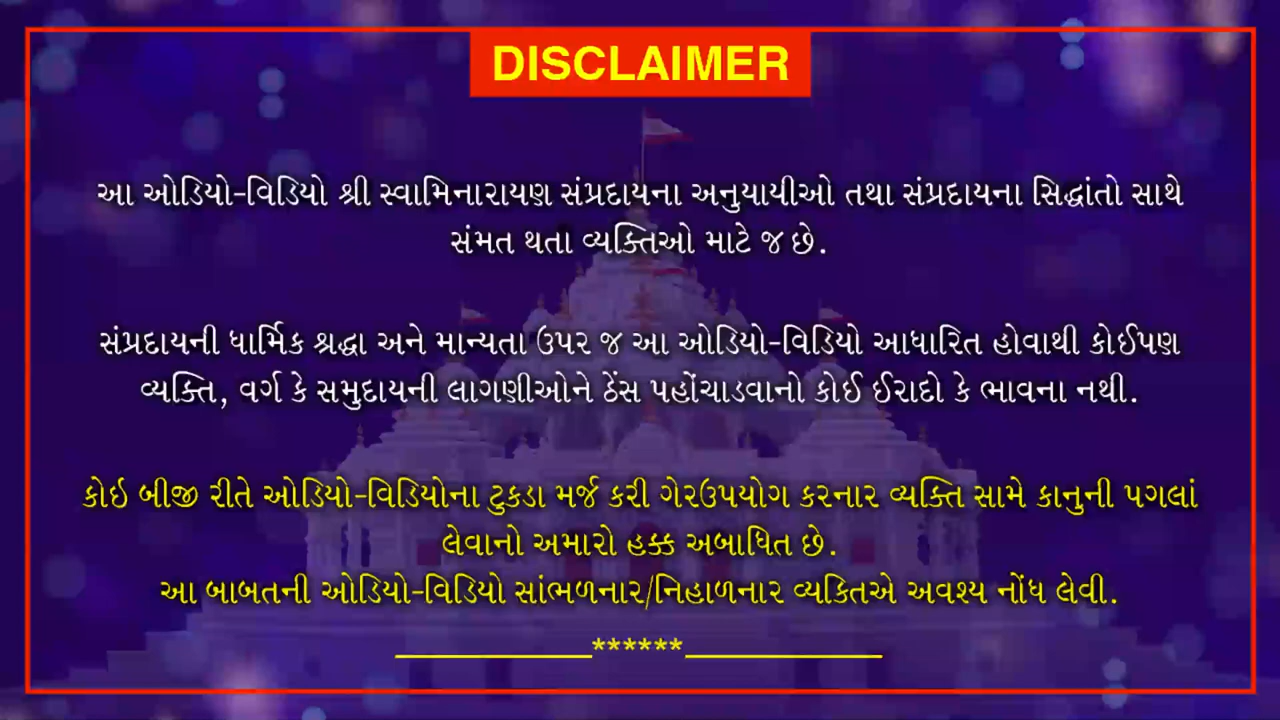 DISCLAIMER
આ ઓડિયો-વિડિયો શ્રી સ્વામિનારાયણ સંપ્રદાયના અનુયાયીઓ તથા સંપ્રદાયના સિદ્ધાંતો સાથે
સંમત થતા વ્યક્તિઓ માટે જ છે.
સંપ્રદાયની ધાર્મિક શ્રદ્ધા અને માન્યતા ઉપર જ આ ઓડિયો-વિડિયો આધારિત હોવાથી કોઈપણ
વ્યક્તિ, વર્ગ કે સમુદાયની લાગણીઓને ઠેંસ પહોંચાડવાનો કોઈ ઈરાદો કે ભાવના નથી.
કોઇ બીજી રીતે ઓડિયો-વિડિયોના ટુકડા મર્જ કરી ગેરઉપયોગ કરનાર વ્યક્તિ સામે કાનુની પગલાં
લેવાનો અમારો હક્ક અબાધિત છે.
આ બાબતની ઓડિયો-વિડિયો સાંભળનાર/નિહાળનાર વ્યકિતએ અવશ્ય નોંધ લેવી.
____________******____________